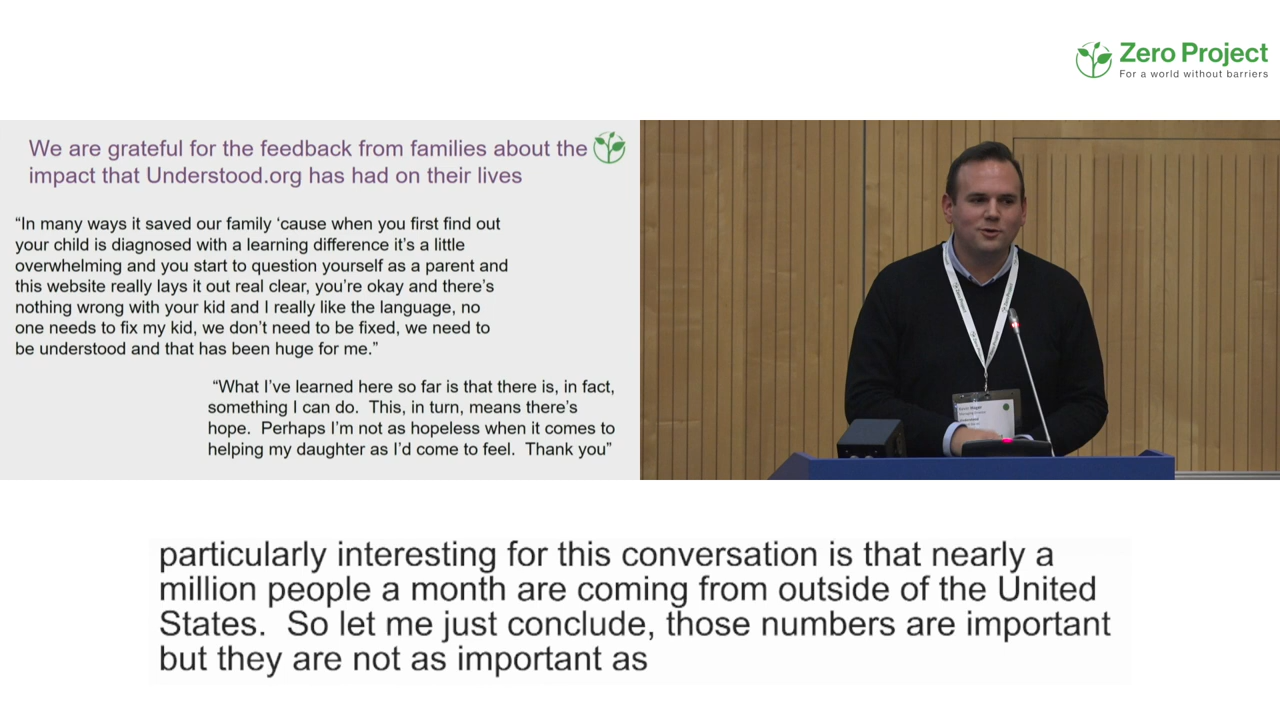 Zero Project
For a world without barriers
We are grateful for the feedback from families about the
impact that Understood.org has had on their lives
“In many ways it saved our family ‘cause when you first find out
your child is diagnosed with a learning difference it’s a little
overwhelming and you start to question yourself as a parent and
this website really lays it out real clear, you’re okay and there’s
nothing wrong with your kid and I really like the language, no
one needs to fix my kid, we don’t need to be fixed, we need to
be understood and that has been huge for me.”
“What I’ve learned here so far is that there is, in fact,
something I can do.  This, in turn, means there’s
hope.  Perhaps I’m not as hopeless when it comes to
helping my daughter as I’d come to feel.  Thank you”
particularly interesting for this conversation is that nearly a
million people a month are coming from outside of the United
States.  So let me just conclude, those numbers are important
but they are not as important as